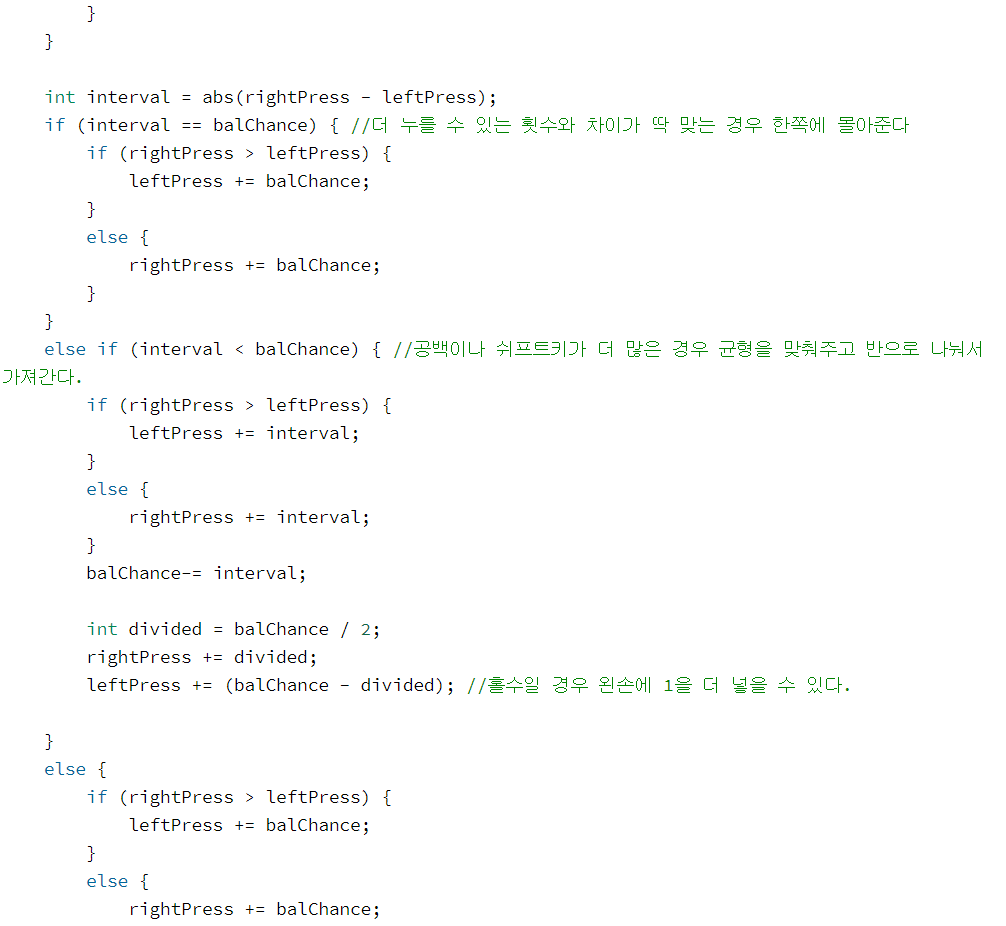 }
    }

    int interval = abs(rightPress - leftPress);
    if (interval == balChance) { //더 누를 수 있는 횟수와 차이가 딱 맞는 경우 한쪽에 몰아준다
        if (rightPress > leftPress) {
            leftPress += balChance;
        }
        else {
            rightPress += balChance;
        }
    }
    else if (interval < balChance) { //공백이나 쉬프트키가 더 많은 경우 균형을 맞춰주고 반으로 나눠서
가져간다.
        if (rightPress > leftPress) {
            leftPress += interval;
        }
        else {
            rightPress += interval;
        }
        balChance-= interval;

        int divided = balChance / 2;
        rightPress += divided;
        leftPress += (balChance - divided); //홀수일 경우 왼손에 1을 더 넣을 수 있다.

    }
    else {
        if (rightPress > leftPress) {
            leftPress += balChance;
        }
        else {
            rightPress += balChance;